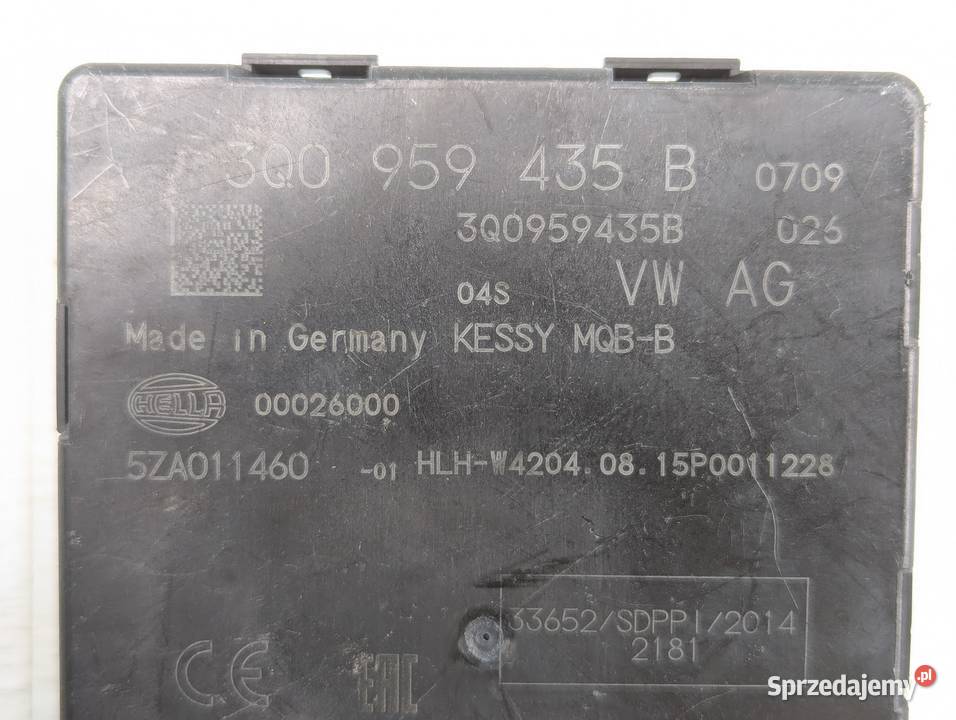 3Q0 959 435 B 0709
3Q0959435B 026
04S VW AG
Made in Germany KESSY MQB-B
HELLA 00026000
5ZA011460 -01 HLH-W4204.08.15P0011228
33652/SDPPI/2014
2181
CE EAC
Sprzedajemy.pl